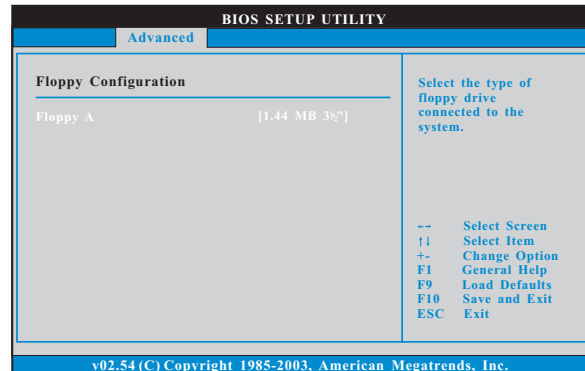 BIOS SETUP UTILITY
Advanced
Floppy Configuration
Floppy A [1.44 MB 3½"]
Select the type of
floppy drive
connected to the
system.
←→ Select Screen
↑↓ Select Item
+- Change Option
F1 General Help
F9 Load Defaults
F10 Save and Exit
ESC Exit
v02.54 (C) Copyright 1985-2003, American Megatrends, Inc.